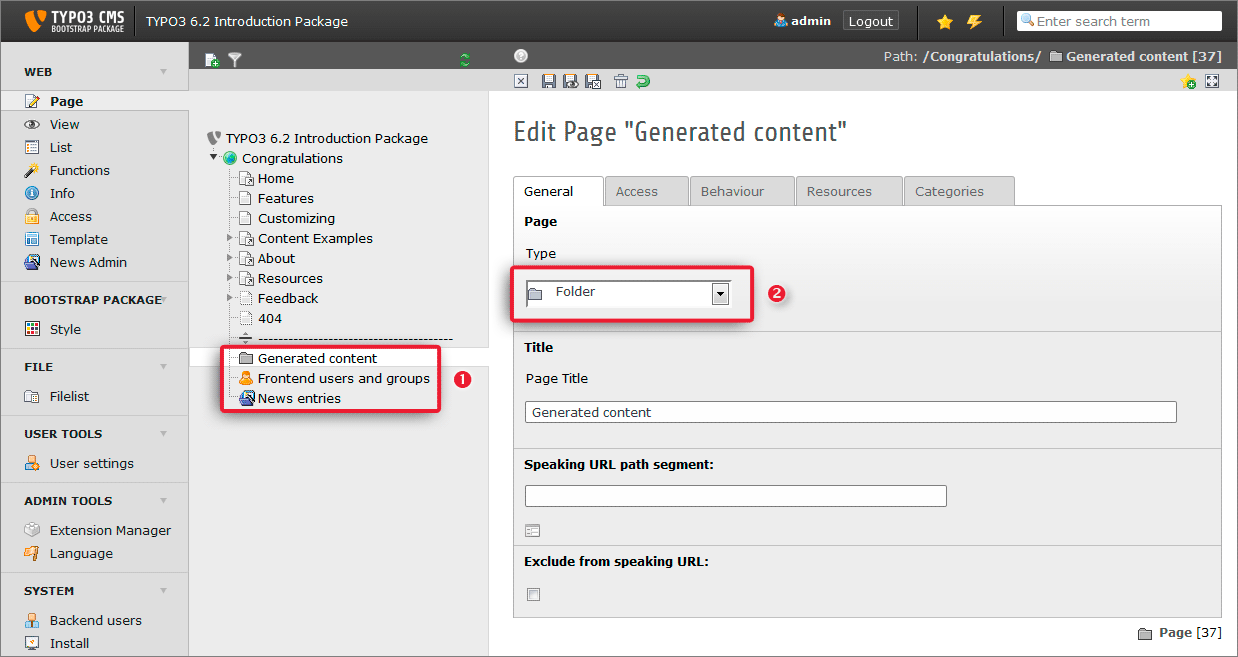 TYPO3 CMS
BOOTSTRAP PACKAGE
TYPO3 6.2 Introduction Package
admin
Logout
Enter search term
WEB
Page
View
List
Functions
Info
Access
Template
News Admin
BOOTSTRAP PACKAGE
Style
FILE
Filelist
USER TOOLS
User settings
ADMIN TOOLS
Extension Manager
Language
SYSTEM
Backend users
Install
TYPO3 6.2 Introduction Package
Congratulations
Home
Features
Customizing
Content Examples
About
Resources
Feedback
404
------------------------------------
Generated content
Frontend users and groups
News entries
1
Path: /Congratulations/ Generated content [37]
Edit Page "Generated content"
General Access Behaviour Resources Categories
Page
Type
Folder
2
Title
Page Title
Generated content
Speaking URL path segment:
Exclude from speaking URL:
Page [37]